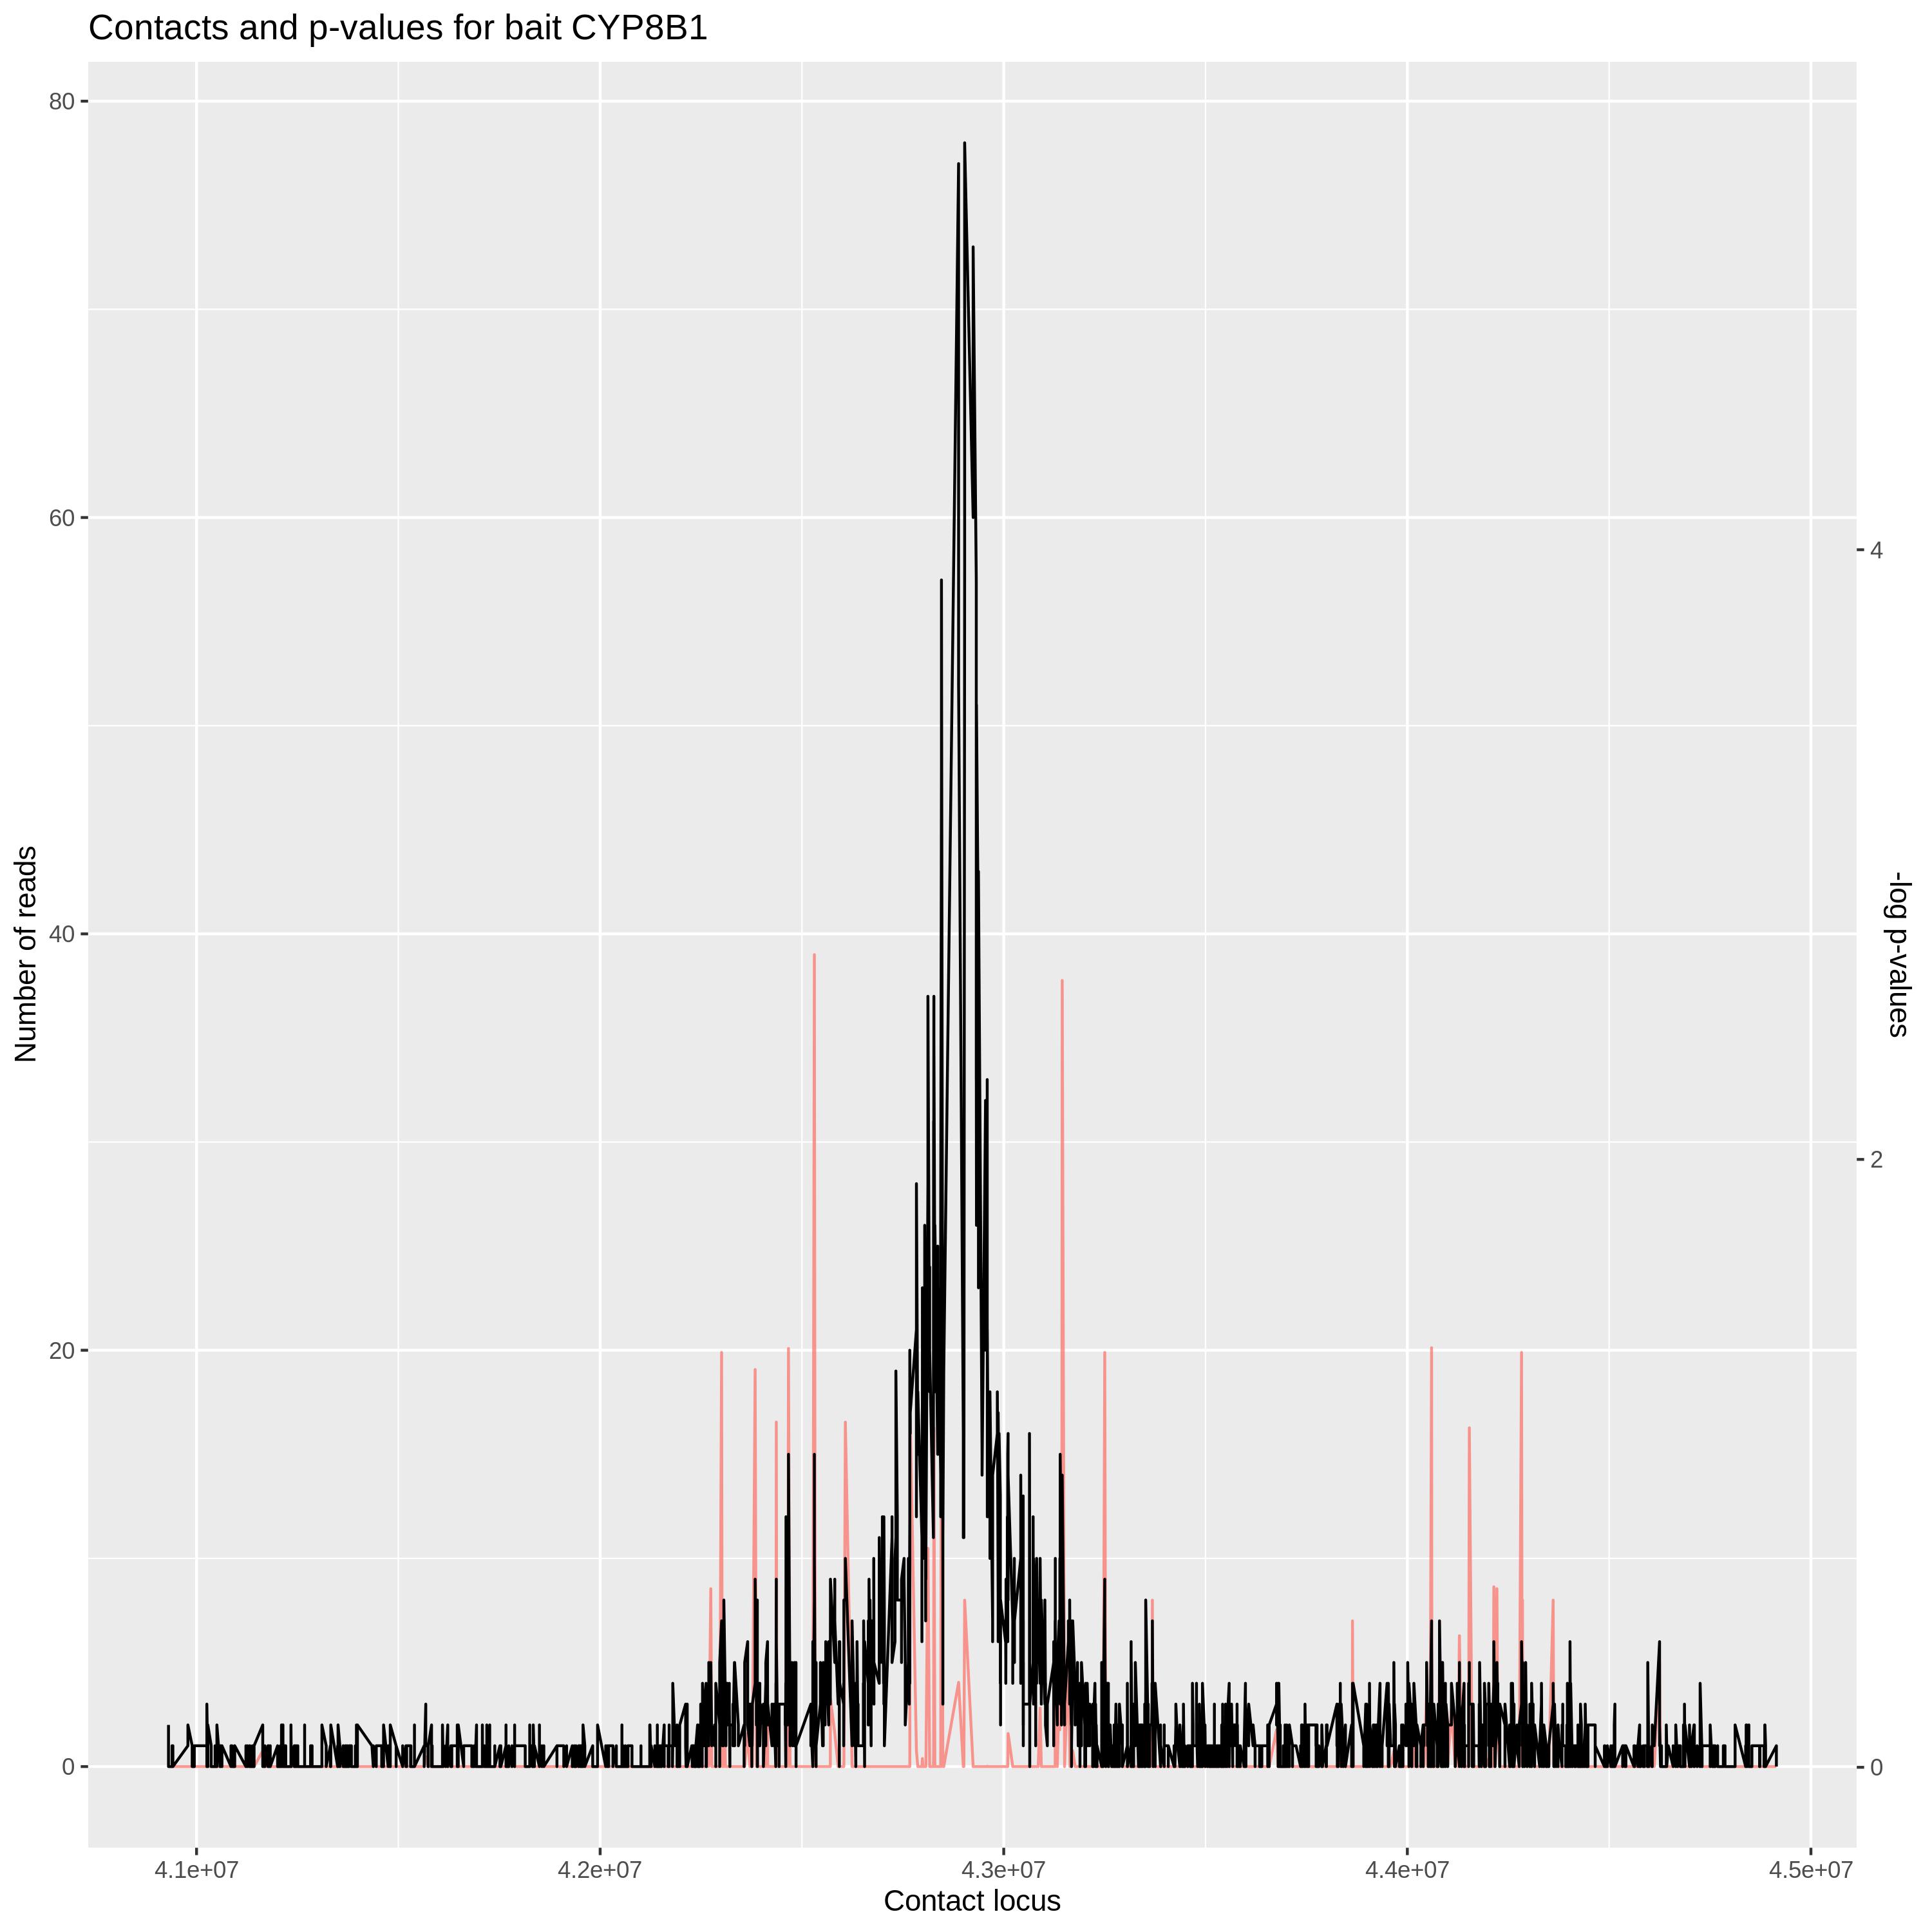 Contacts and p-values for bait CYP8B1
80
60
40
20
0
Number of reads
4
2
0
-log p-values
4.1e+07
4.2e+07
4.3e+07
4.4e+07
4.5e+07
Contact locus